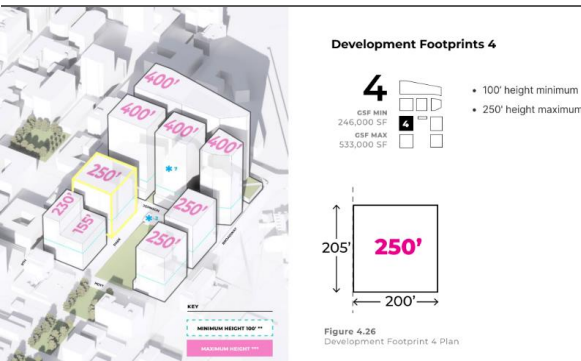 400'
400'
400'
400'
250'
230'
155'
250'
250'
KEY
MINIMUM HEIGHT 100' **
MAXIMUM HEIGHT ***
Development Footprints 4
4
GSF MIN
246,000 SF
GSF MAX
533,000 SF
4
• 100' height minimum
• 250' height maximum
205'
250'
200'
Figure 4.26
Development Footprint 4 Plan